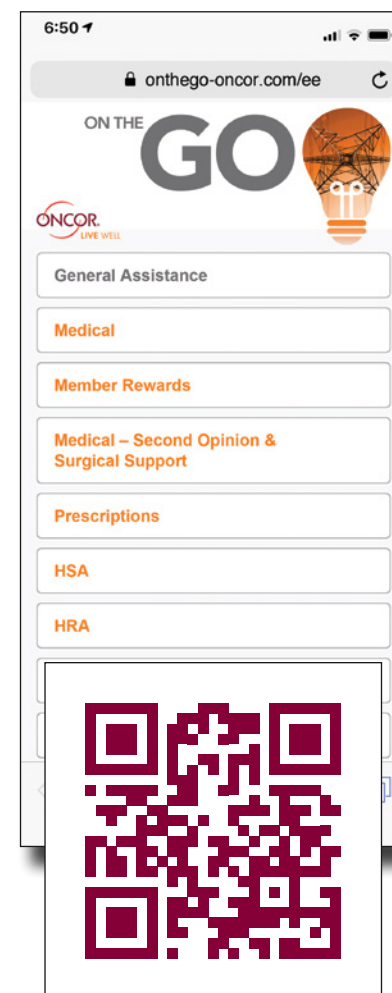 6:50
onthego-oncor.com/ee
ON THE
GO
ONCOR
LIVE WELL
General Assistance
Medical
Member Rewards
Medical – Second Opinion &
Surgical Support
Prescriptions
HSA
HRA